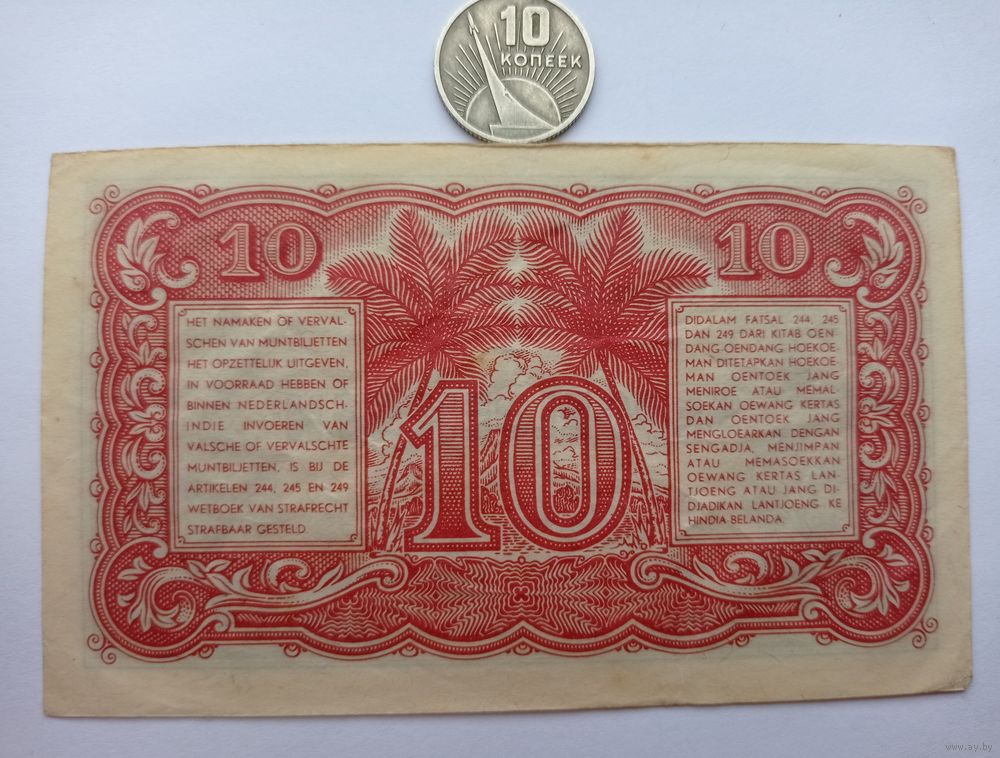 10
КОПЕЕК
10
10
HET NAMAKEN OF VERVAL-
SCHEN VAN MUNTBILJETTEN
HET OPZETTELIJK UITGEVEN,
IN VOORRAAD HEBBEN OF
BINNEN NEDERLANDSCH-
INDIE INVOEREN VAN
VALSCHE OF VERVALSCHTE
MUNTBILJETTEN, IS BIJ DE
ARTIKELEN 244, 245 EN 249
WETBOEK VAN STRAFRECHT
STRAFBAAR GESTELD.
10
DIDALAM FATSAL 244, 245
DAN 249 DARI KITAB OEN-
DANG-OENDANG HOEKOE-
MAN DITETAPKAN HOEKOE-
MAN OENTOEK JANG
MENIROE ATAU MEMAL-
SOEKAN OEWANG KERTAS
DAN OENTOEK JANG
MENGLOEARKAN DENGAN
SENGADJA, MENJIMPAN
ATAU MEMASOEKKAN
OEWANG KERTAS LAN-
TJOENG ATAU JANG DI-
DJADIKAN LANTJOENG KE
HINDIA-BELANDA.
www.ay.by